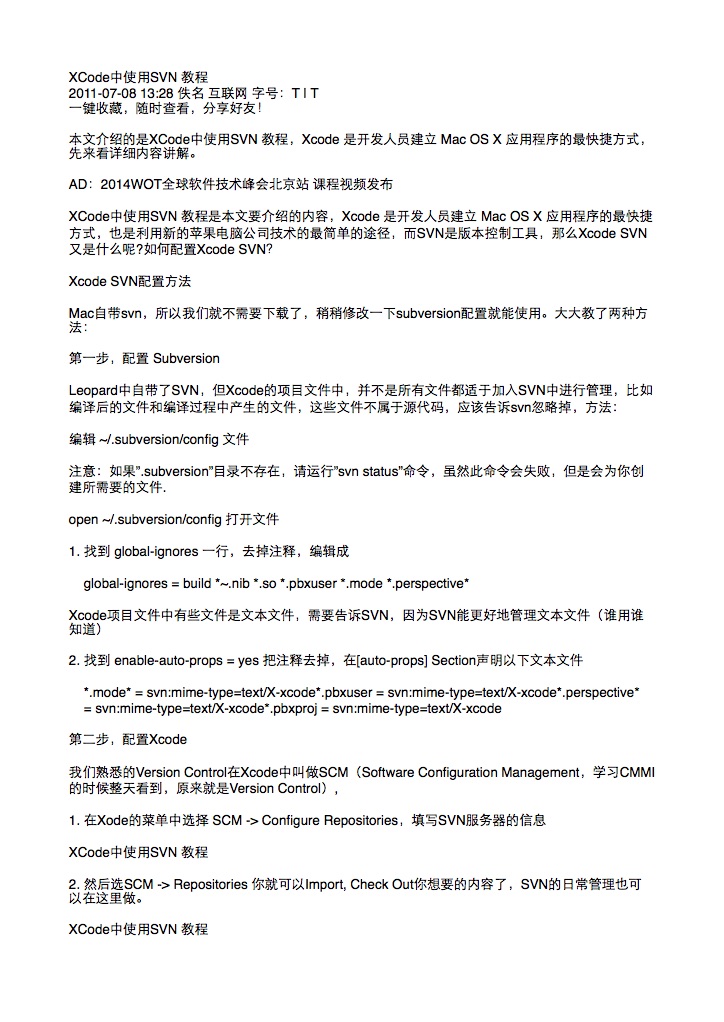 XCode中使用SVN 教程
2011-07-08 13:28 佚名 互联网 字号：T | T
一键收藏，随时查看，分享好友！
本文介绍的是XCode中使用SVN 教程，Xcode 是开发人员建立 Mac OS X 应用程序的最快捷方式，
先来看详细内容讲解。
AD：2014WOT全球软件技术峰会北京站 课程视频发布
XCode中使用SVN 教程是本文要介绍的内容，Xcode 是开发人员建立 Mac OS X 应用程序的最快捷
方式，也是利用新的苹果电脑公司技术的最简单的途径，而SVN是版本控制工具，那么Xcode SVN
又是什么呢?如何配置Xcode SVN?
Xcode SVN配置方法
Mac自带svn，所以我们就不需要下载了，稍稍修改一下subversion配置就能使用。大大教了两种方
法：
第一步，配置 Subversion
Leopard中自带了SVN，但Xcode的项目文件中，并不是所有文件都适于加入SVN中进行管理，比如
编译后的文件和编译过程中产生的文件，这些文件不属于源代码，应该告诉svn忽略掉，方法：
编辑 ~/.subversion/config 文件
注意：如果”.subversion”目录不存在，请运行”svn status”命令，虽然此命令会失败，但是会为你创
建所需要的文件.
open ~/.subversion/config 打开文件
1. 找到 global-ignores 一行，去掉注释，编辑成
global-ignores = build *~.nib *.so *.pbxuser *.mode *.perspective*
Xcode项目文件中有些文件是文本文件，需要告诉SVN，因为SVN能更好地管理文本文件（谁用谁
知道）
2. 找到 enable-auto-props = yes 把注释去掉，在[auto-props] Section声明以下文本文件
*.mode* = svn:mime-type=text/X-xcode*.pbxuser = svn:mime-type=text/X-xcode*.perspective*
= svn:mime-type=text/X-xcode*.pbxproj = svn:mime-type=text/X-xcode
第二步，配置Xcode
我们熟悉的Version Control在Xcode中叫做SCM（Software Configuration Management，学习CMMI
的时候整天看到，原来就是Version Control）,
1. 在Xode的菜单中选择 SCM -> Configure Repositories，填写SVN服务器的信息
XCode中使用SVN 教程
2. 然后选SCM -> Repositories 你就可以Import, Check Out你想要的内容了，SVN的日常管理也可
以在这里做。
XCode中使用SVN 教程